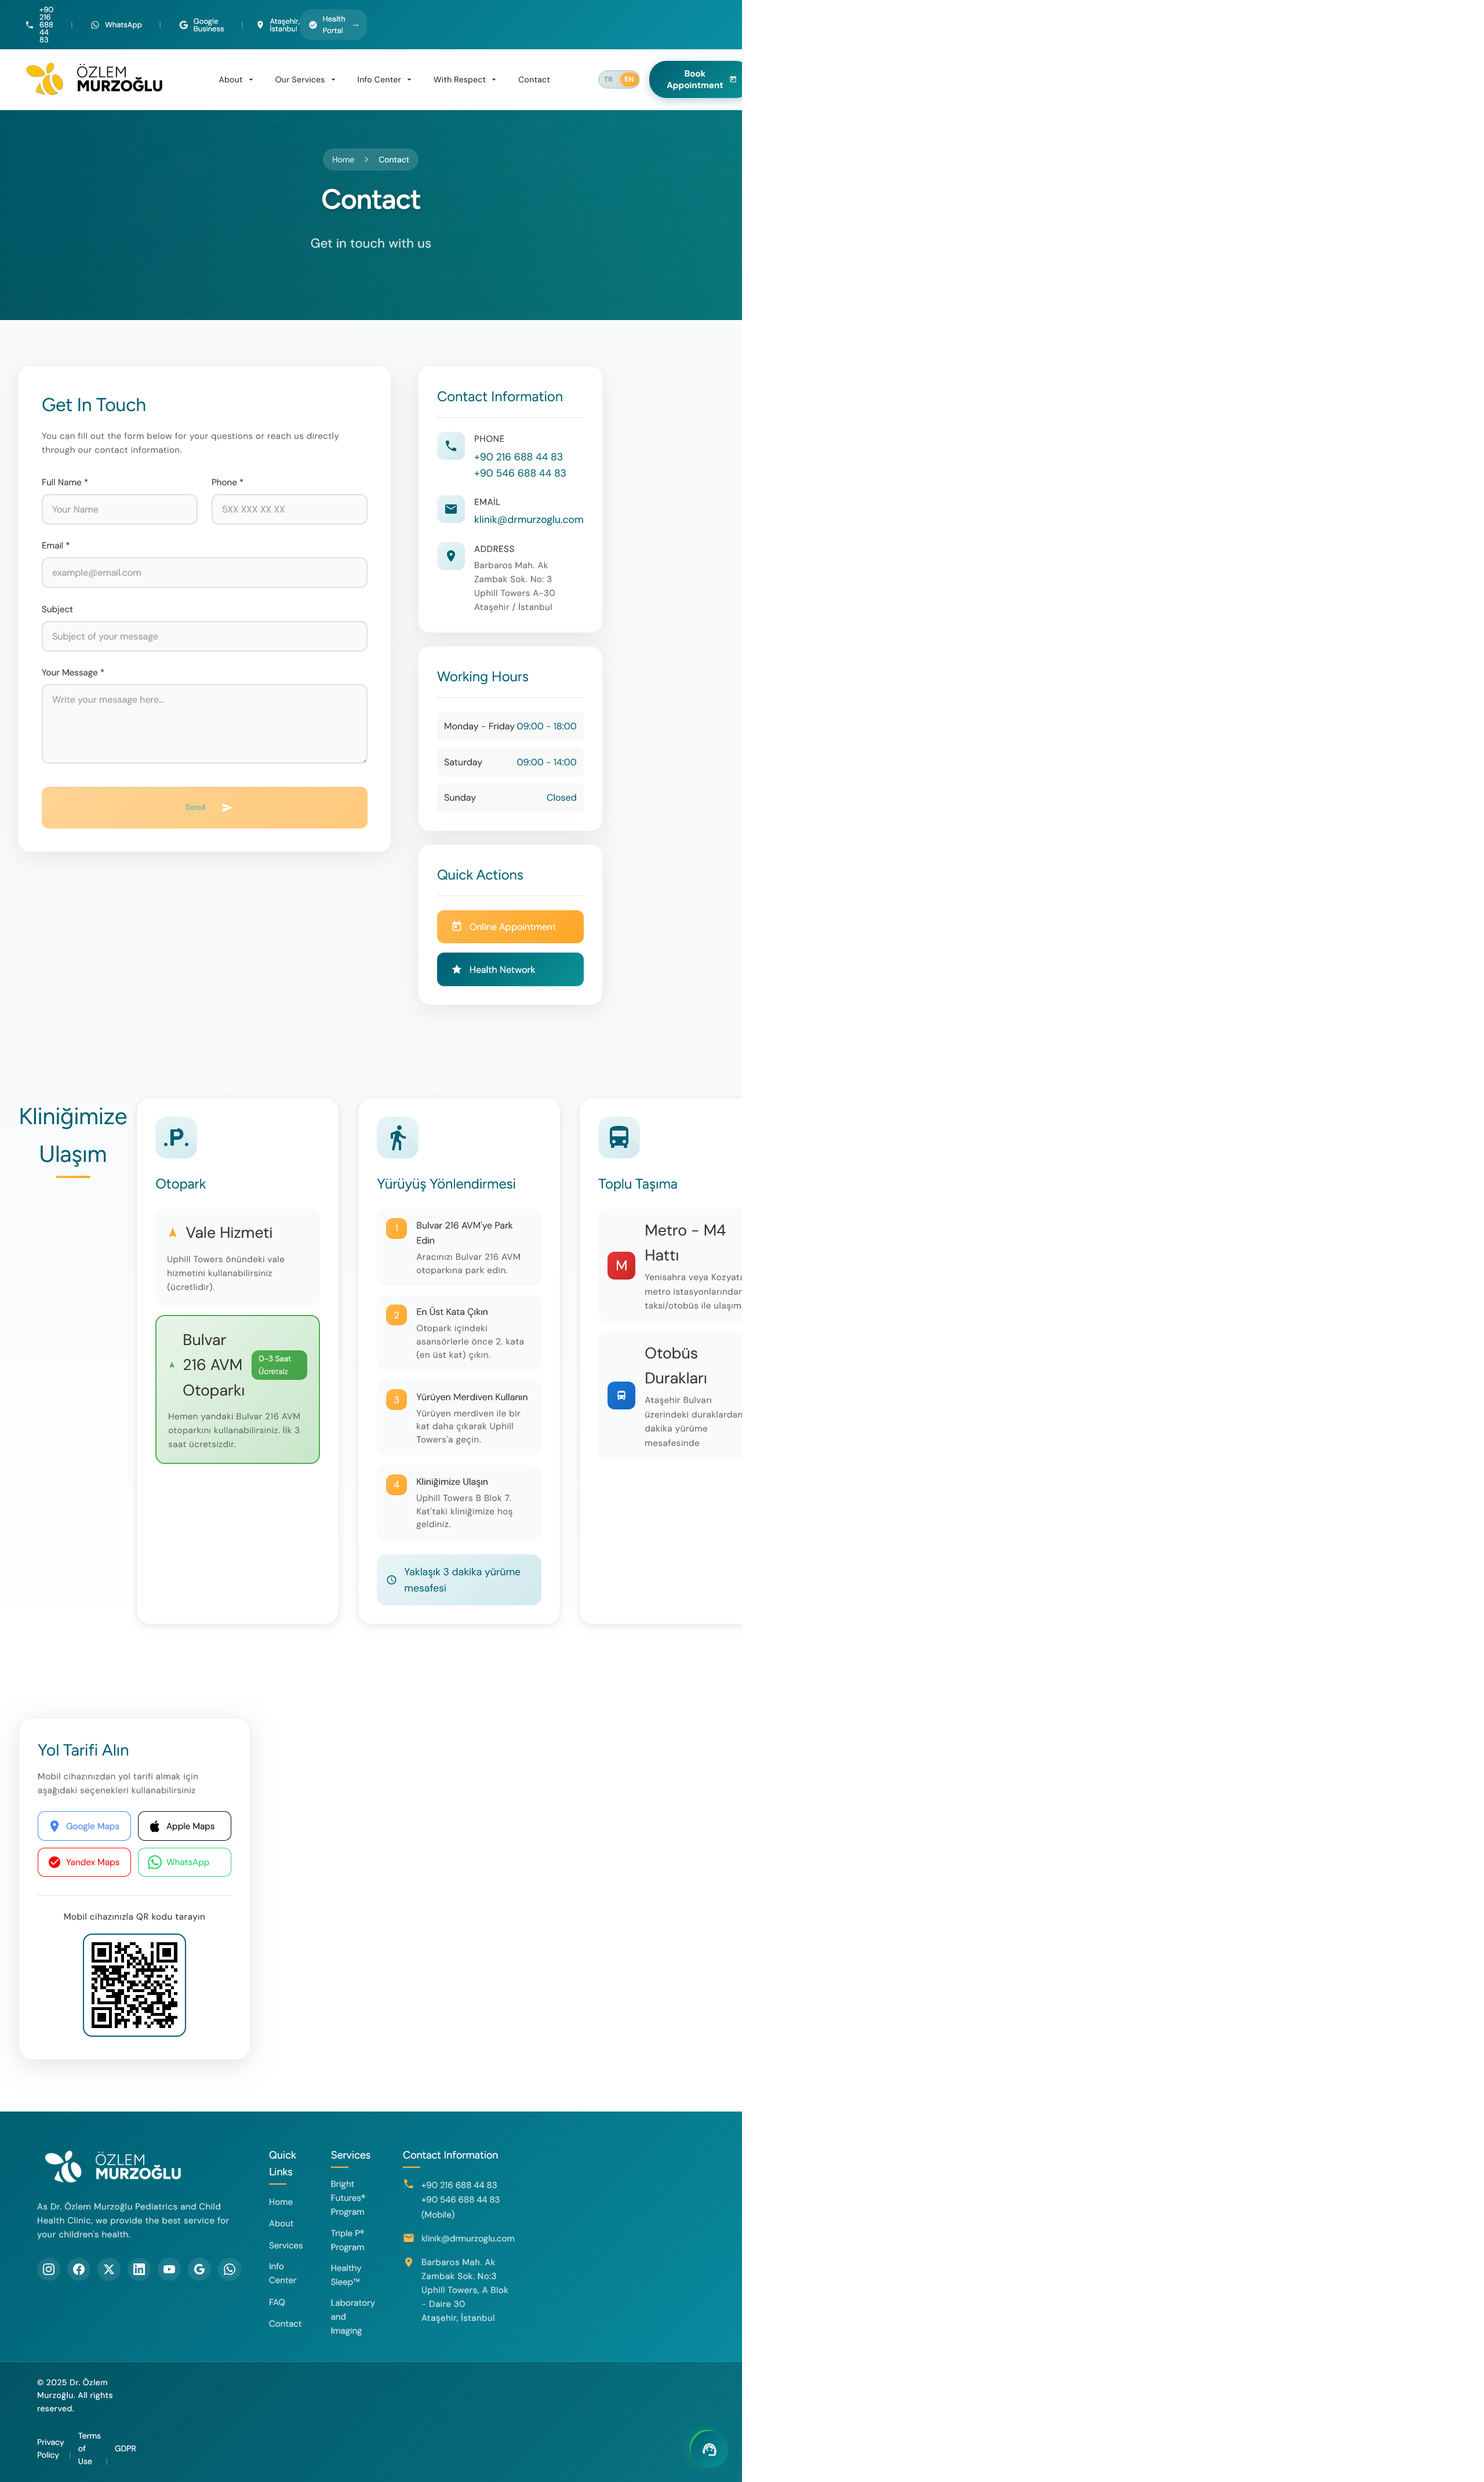 +90
216
688
44
83
WhatsApp
Google
Business
Ataşehir,
İstanbul
Health
Portal →
ÖZLEM
MURZOĞLU
About
Our Services
Info Center
With Respect
Contact
TR EN
Book
Appointment
Home > Contact
Contact
Get in touch with us
Get In Touch
You can fill out the form below for your questions or reach us directly
through our contact information.
Full Name *
Phone *
Your Name
5XX XXX XX XX
Email *
example@email.com
Subject
Subject of your message
Your Message *
Write your message here...
Send
Contact Information
PHONE
+90 216 688 44 83
+90 546 688 44 83
EMAİL
klinik@drmurzoglu.com
ADDRESS
Barbaros Mah. Ak
Zambak Sok. No: 3
Uphill Towers A-30
Ataşehir / İstanbul
Working Hours
Monday - Friday 09:00 - 18:00
Saturday 09:00 - 14:00
Sunday Closed
Quick Actions
Online Appointment
Health Network
Kliniğimize
Ulaşım
.P.
Otopark
Vale Hizmeti
Uphill Towers önündeki vale
hizmetini kullanabilirsiniz
(ücretlidir).
Bulvar
216 AVM
Otoparkı
0-3 Saat
Ücretsiz
Hemen yandaki Bulvar 216 AVM
otoparkını kullanabilirsiniz. İlk 3
saat ücretsizdir.
Yürüyüş Yönlendirmesi
1
Bulvar 216 AVM'ye Park
Edin
Aracınızı Bulvar 216 AVM
otoparkına park edin.
2
En Üst Kata Çıkın
Otopark içindeki
asansörlerle önce 2. kata
(en üst kat) çıkın.
3
Yürüyen Merdiven Kullanın
Yürüyen merdiven ile bir
kat daha çıkarak Uphill
Towers'a geçin.
4
Kliniğimize Ulaşın
Uphill Towers B Blok 7.
Kat'taki kliniğimize hoş
geldiniz.
Yaklaşık 3 dakika yürüme
mesafesi
Toplu Taşıma
M
Metro - M4
Hattı
Yenisahra veya Kozyata
metro istasyonlarından
taksi/otobüs ile ulaşım
Otobüs
Durakları
Ataşehir Bulvarı
üzerindeki duraklardan
dakika yürüme
mesafesinde
Yol Tarifi Alın
Mobil cihazınızdan yol tarifi almak için
aşağıdaki seçenekleri kullanabilirsiniz
Google Maps
Apple Maps
Yandex Maps
WhatsApp
Mobil cihazınızla QR kodu tarayın
ÖZLEM
MURZOĞLU
As Dr. Özlem Murzoğlu Pediatrics and Child
Health Clinic, we provide the best service for
your children's health.
Quick
Links
Home
About
Services
Info
Center
FAQ
Contact
Services
Bright
Futures®
Program
Triple P®
Program
Healthy
Sleep™
Laboratory
and
Imaging
Contact Information
+90 216 688 44 83
+90 546 688 44 83
(Mobile)
klinik@drmurzoglu.com
Barbaros Mah. Ak
Zambak Sok. No:3
Uphill Towers, A Blok
- Daire 30
Ataşehir, İstanbul
© 2025 Dr. Özlem
Murzoğlu. All rights
reserved.
Privacy
Policy
Terms
of
Use
GDPR